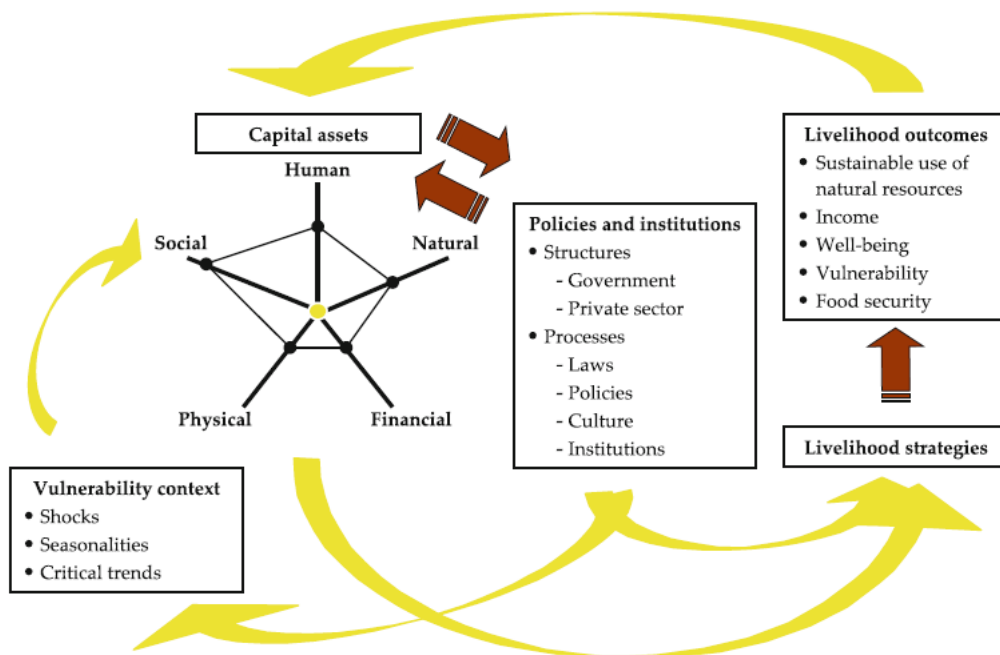 Capital assets
Human
Social
Natural
Physical
Financial
Vulnerability context
• Shocks
• Seasonalities
• Critical trends
Policies and institutions
• Structures
- Government
- Private sector
• Processes
- Laws
- Policies
- Culture
- Institutions
Livelihood outcomes
• Sustainable use of
natural resources
• Income
• Well-being
• Vulnerability
• Food security
Livelihood strategies